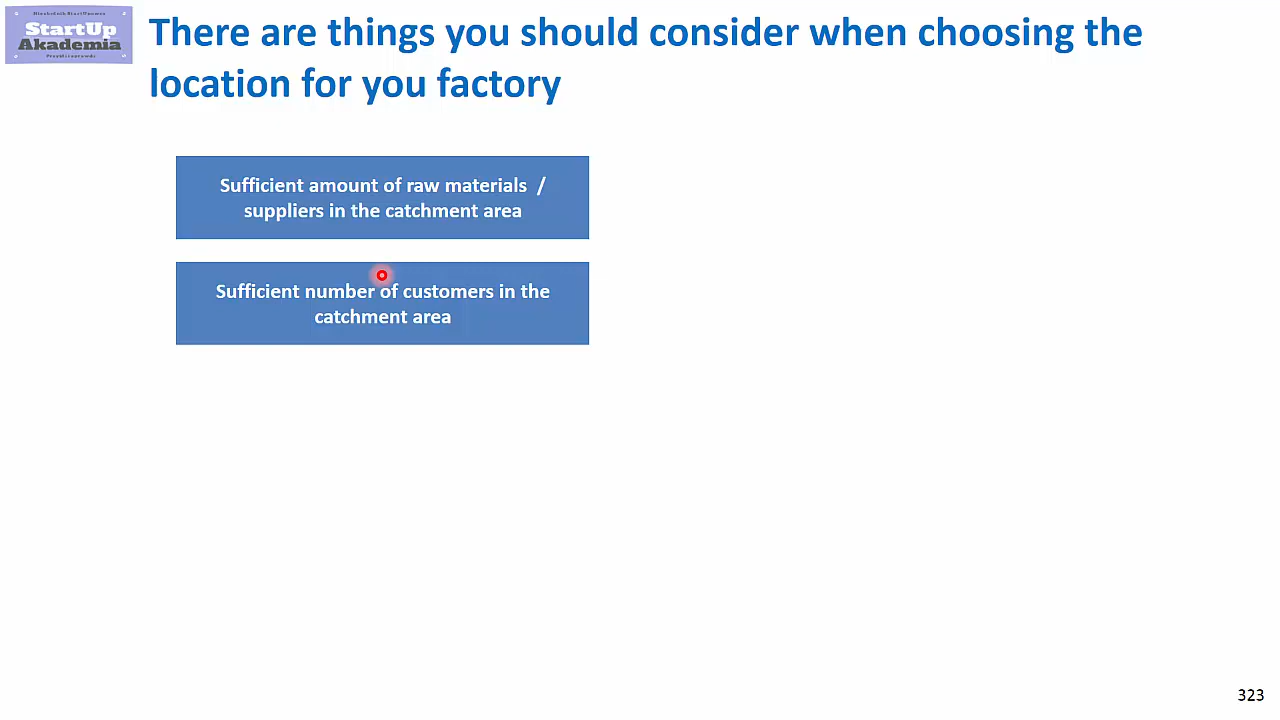 StartUp
Akademia
There are things you should consider when choosing the
location for you factory
Sufficient amount of raw materials /
suppliers in the catchment area
Sufficient number of customers in the
catchment area
323